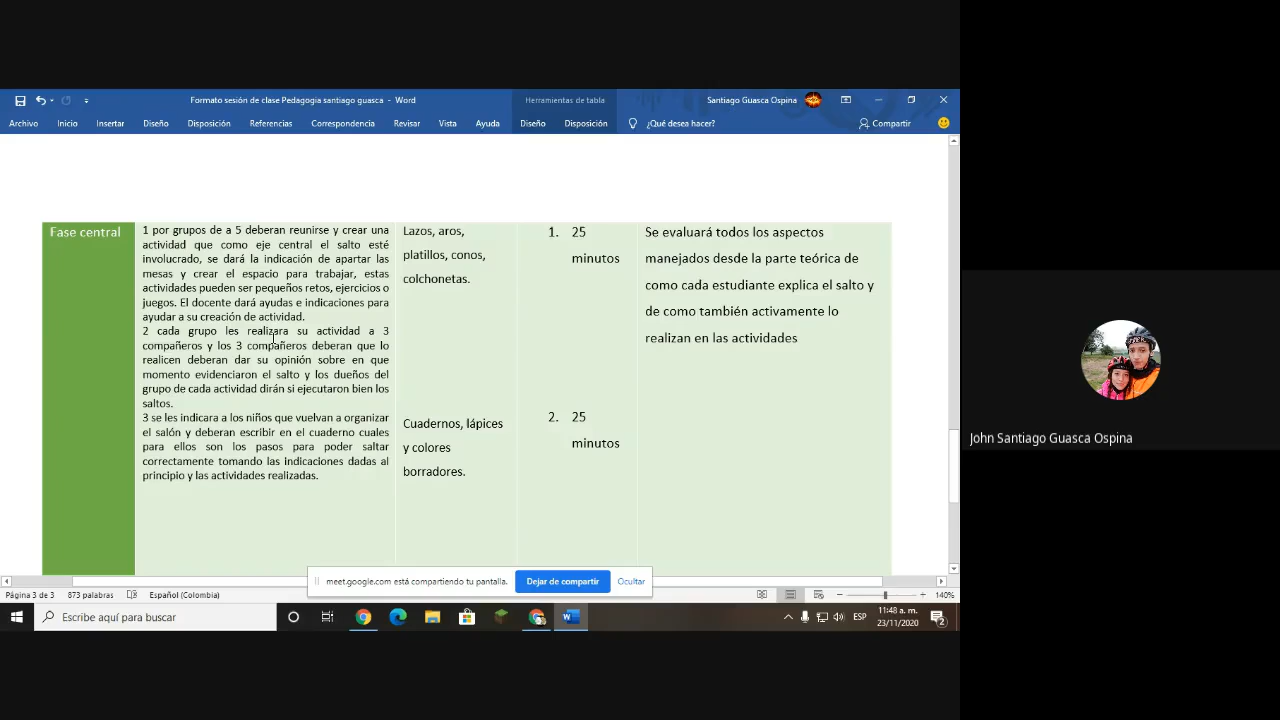 Formato sesión de clase Pedagogia santiago guasca - Word
Herramientas de tabla
Santiago Guasca Ospina
Archivo Inicio Insertar Diseño Disposición Referencias Correspondencia Revisar Vista Ayuda Diseño Disposición ¿Qué desea hacer? Compartir
Fase central
1 por grupos de a 5 deberan reunirse y crear una
actividad que como eje central el salto esté
involucrado, se dará la indicación de apartar las
mesas y crear el espacio para trabajar, estas
actividades pueden ser pequeños retos, ejercicios o
juegos. El docente dará ayudas e indicaciones para
ayudar a su creación de actividad.
2 cada grupo les realizara su actividad a 3
compañeros y los 3 compañeros deberan que lo
realicen deberan dar su opinión sobre en que
momento evidenciaron el salto y los dueños del
grupo de cada actividad dirán si ejecutaron bien los
saltos.
3 se les indicara a los niños que vuelvan a organizar
el salón y deberan escribir en el cuaderno cuales
para ellos son los pasos para poder saltar
correctamente tomando las indicaciones dadas al
principio y las actividades realizadas.
Lazos, aros,
platillos, conos,
colchonetas.
Cuadernos, lápices
y colores
borradores.
1. 25
minutos
2. 25
minutos
Se evaluará todos los aspectos
manejados desde la parte teórica de
como cada estudiante explica el salto y
de como también activamente lo
realizan en las actividades
meet.google.com está compartiendo tu pantalla. Dejar de compartir Ocultar
Página 3 de 3 873 palabras Español (Colombia) 140%
Escribe aquí para buscar
ESP
11:48 a. m.
23/11/2020
2
John Santiago Guasca Ospina